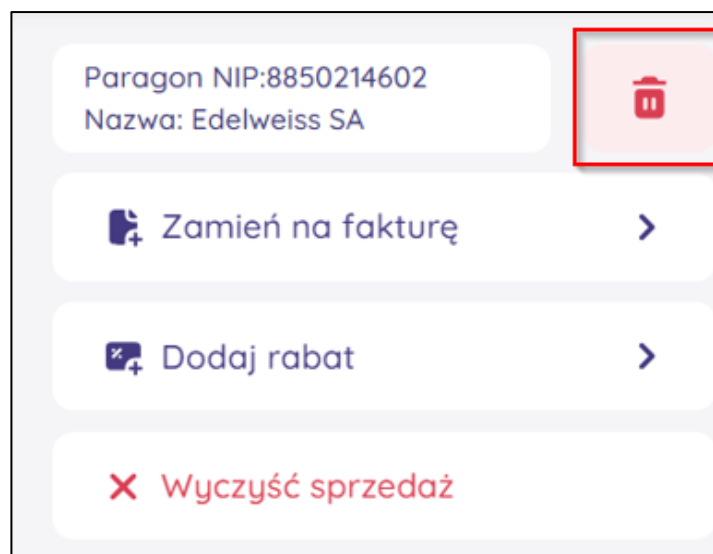 Paragon NIP:8850214602
Nazwa: Edelweiss SA
Zamień na fakturę
Dodaj rabat
Wyczyść sprzedaż